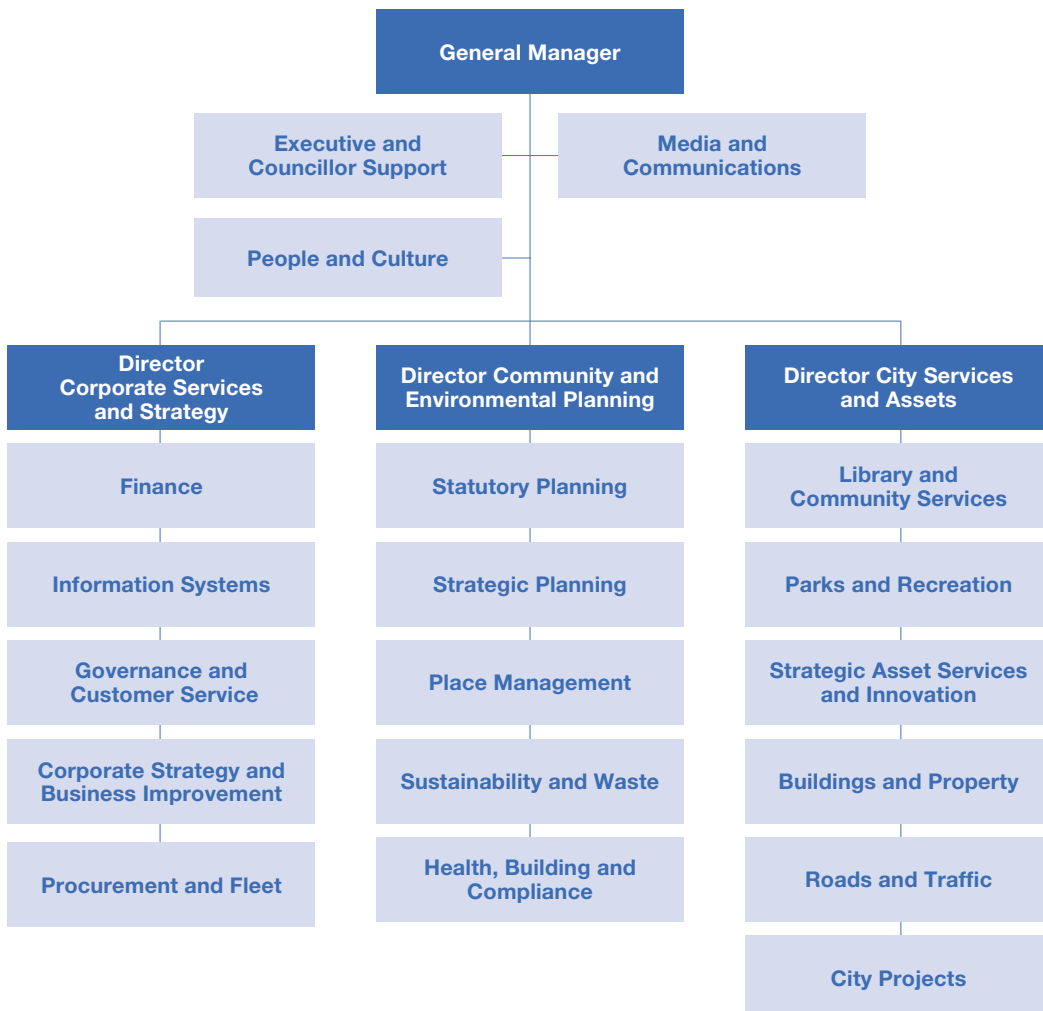 General Manager
Executive and
Councillor Support
Media and
Communications
People and Culture
Director
Corporate Services
and Strategy
Finance
Information Systems
Governance and
Customer Service
Corporate Strategy and
Business Improvement
Procurement and Fleet
Director Community and
Environmental Planning
Statutory Planning
Strategic Planning
Place Management
Sustainability and Waste
Health, Building and
Compliance
Director City Services
and Assets
Library and
Community Services
Parks and Recreation
Strategic Asset Services
and Innovation
Buildings and Property
Roads and Traffic
City Projects